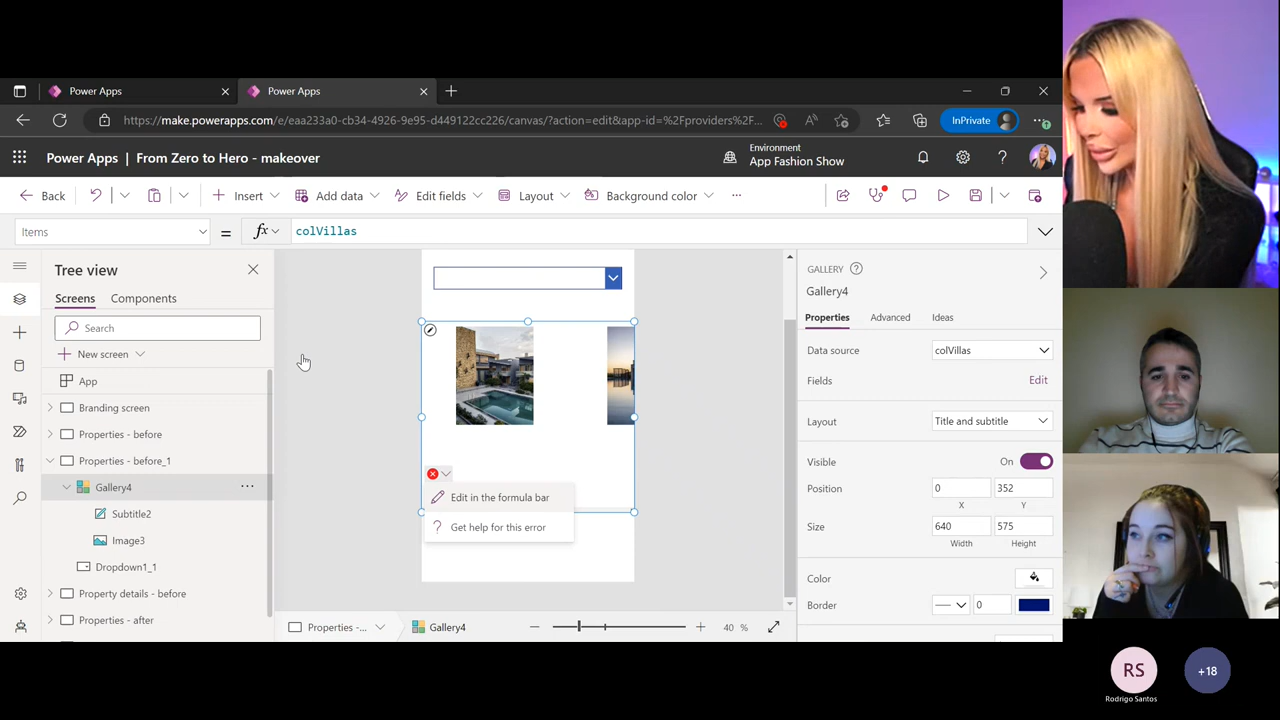 Power Apps
Power Apps
https://make.powerapps.com/e/eaa233a0-cb34-4926-9e95-d449122cc226/canvas/?action=edit&app-id=%2Fproviders%2F...
InPrivate
Power Apps | From Zero to Hero - makeover
Environment
App Fashion Show
Back
Insert
Add data
Edit fields
Layout
Background color
Items
=
fx
colVillas
Tree view
Screens
Components
Search
New screen
App
Branding screen
Properties - before
Properties - before_1
Gallery4
Subtitle2
Image3
Dropdown1_1
Property details - before
Properties - after
Edit in the formula bar
Get help for this error
Properties -...
Gallery4
40 %
GALLERY
Gallery4
Properties
Advanced
Ideas
Data source
colVillas
Fields
Edit
Layout
Title and subtitle
Visible
On
Position
0
352
X
Y
Size
640
575
Width
Height
Color
Border
0
RS
Rodrigo Santos
+18